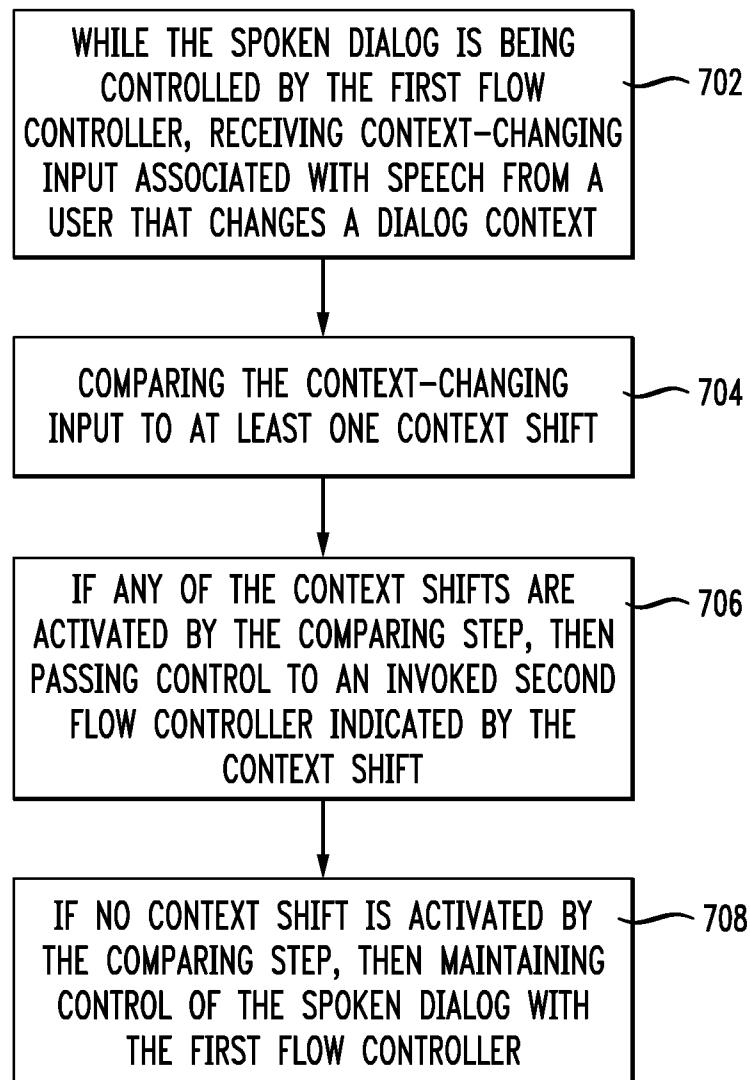 WHILE THE SPOKEN DIALOG IS BEING
CONTROLLED BY THE FIRST FLOW
CONTROLLER, RECEIVING CONTEXT-CHANGING
INPUT ASSOCIATED WITH SPEECH FROM A
USER THAT CHANGES A DIALOG CONTEXT
702
COMPARING THE CONTEXT-CHANGING
INPUT TO AT LEAST ONE CONTEXT SHIFT
704
IF ANY OF THE CONTEXT SHIFTS ARE
ACTIVATED BY THE COMPARING STEP, THEN
PASSING CONTROL TO AN INVOKED SECOND
FLOW CONTROLLER INDICATED BY THE
CONTEXT SHIFT
706
IF NO CONTEXT SHIFT IS ACTIVATED BY
THE COMPARING STEP, THEN MAINTAINING
CONTROL OF THE SPOKEN DIALOG WITH
THE FIRST FLOW CONTROLLER
708